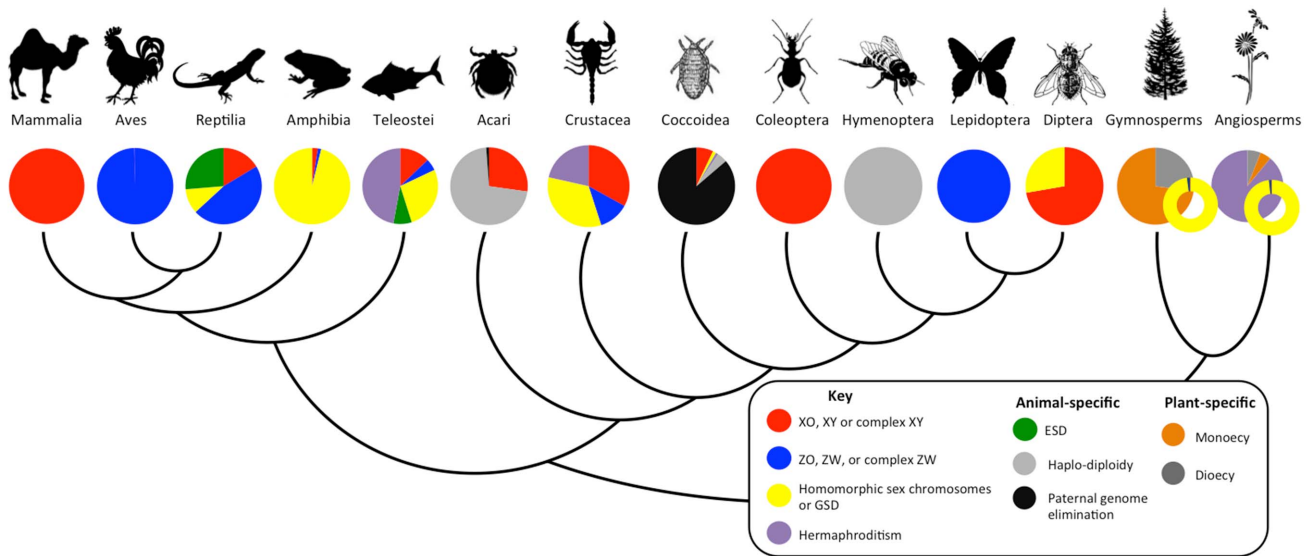 Mammalia Aves Reptilia Amphibia Teleostei Acari Crustacea Coccoidea Coleoptera Hymenoptera Lepidoptera Diptera Gymnosperms Angiosperms
Key
XO, XY or complex XY
ZO, ZW, or complex ZW
Homomorphic sex chromosomes
or GSD
Hermaphroditism
Animal-specific
ESD
Haplo-diploidy
Paternal genome
elimination
Plant-specific
Monoecy
Dioecy